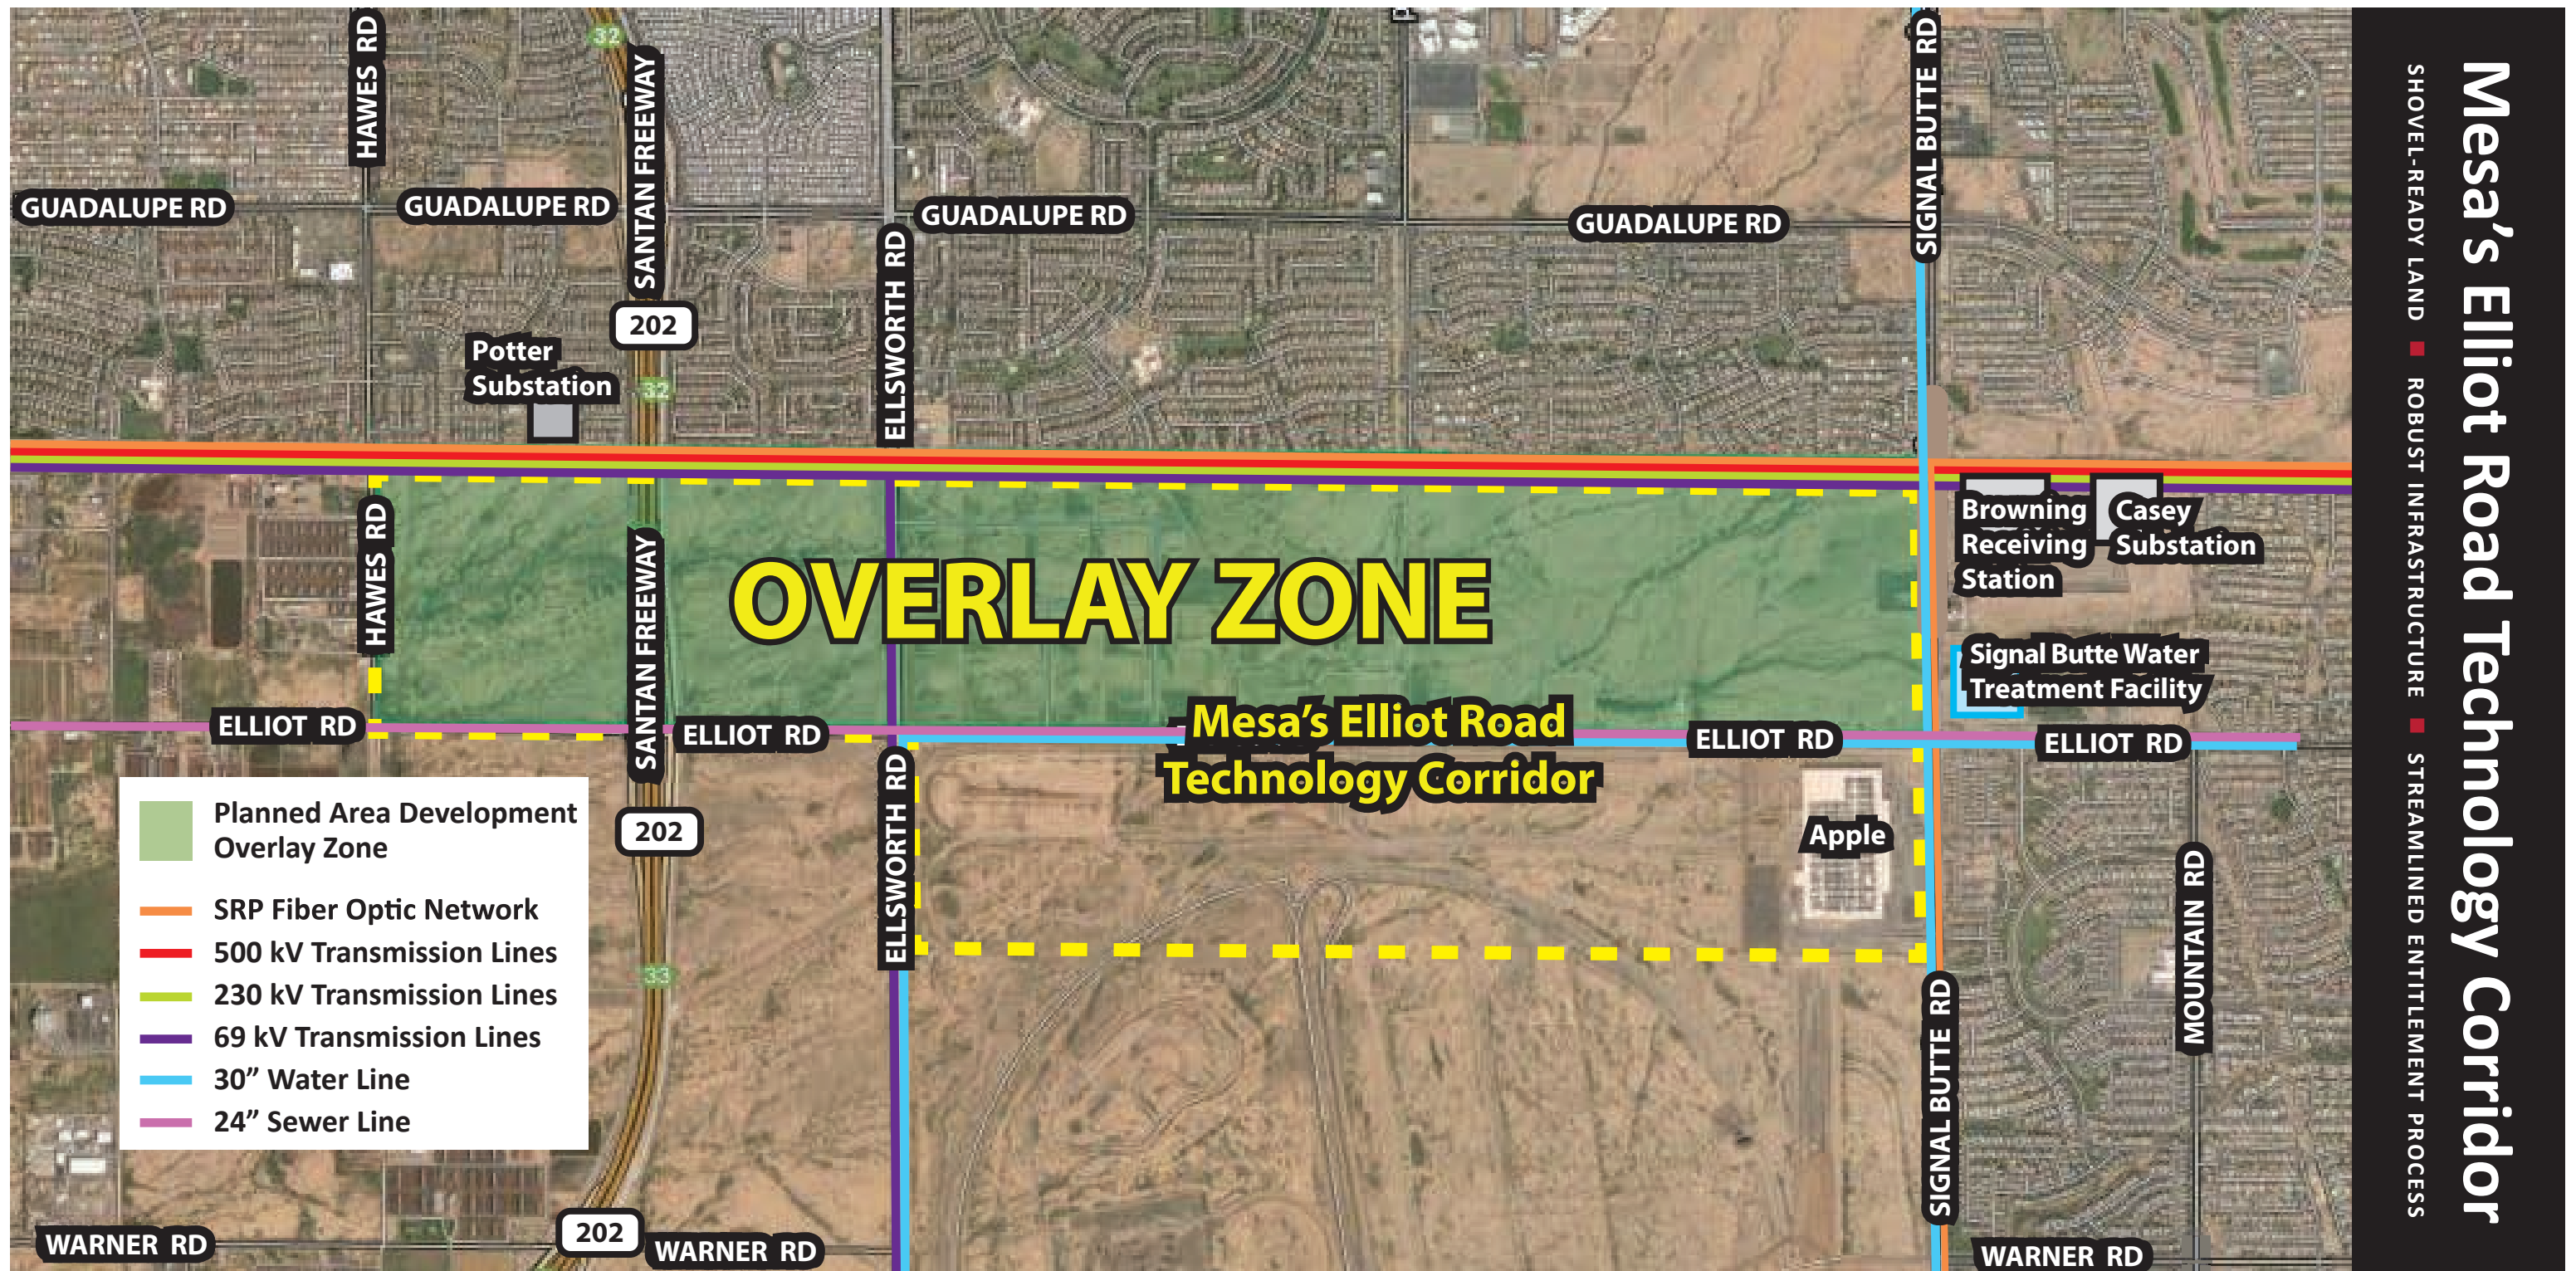 HAWES RD
32
SANTAN FREEWAY
SIGNAL BUTTE RD
GUADALUPE RD
GUADALUPE RD
GUADALUPE RD
GUADALUPE RD
ELLSWORTH RD
202
Potter
Substation
32
HAWES RD
SANTAN FREEWAY
OVERLAY ZONE
Browning
Receiving
Station
Casey
Substation
Signal Butte Water
Treatment Facility
ELLIOT RD
ELLIOT RD
Mesa’s Elliot Road
Technology Corridor
ELLIOT RD
ELLIOT RD
ELLSWORTH RD
202
Apple
MOUNTAIN RD
33
SIGNAL BUTTE RD
Planned Area Development
Overlay Zone
SRP Fiber Optic Network
500 kV Transmission Lines
230 kV Transmission Lines
69 kV Transmission Lines
30” Water Line
24” Sewer Line
WARNER RD
202
WARNER RD
WARNER RD
Mesa’s Elliot Road Technology Corridor
SHOVEL-READY LAND ■ ROBUST INFRASTRUCTURE ■ STREAMLINED ENTITLEMENT PROCESS